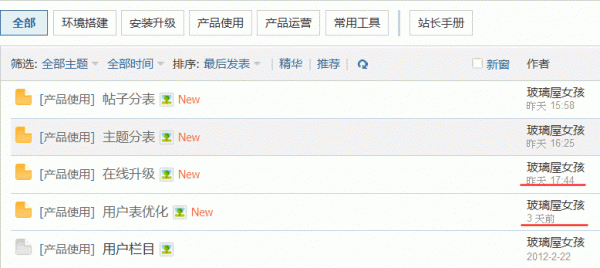 全部 环境搭建 安装升级 产品使用 产品运营 常用工具 站长手册
筛选: 全部主题 全部时间 排序: 最后发表 精华 推荐 新窗 作者
[产品使用] 帖子分表 New 玻璃屋女孩
昨天 15:58
[产品使用] 主题分表 New 玻璃屋女孩
昨天 16:25
[产品使用] 在线升级 New 玻璃屋女孩
昨天 17:44
[产品使用] 用户表优化 New 玻璃屋女孩
3 天前
[产品使用] 用户栏目 玻璃屋女孩
2012-2-22